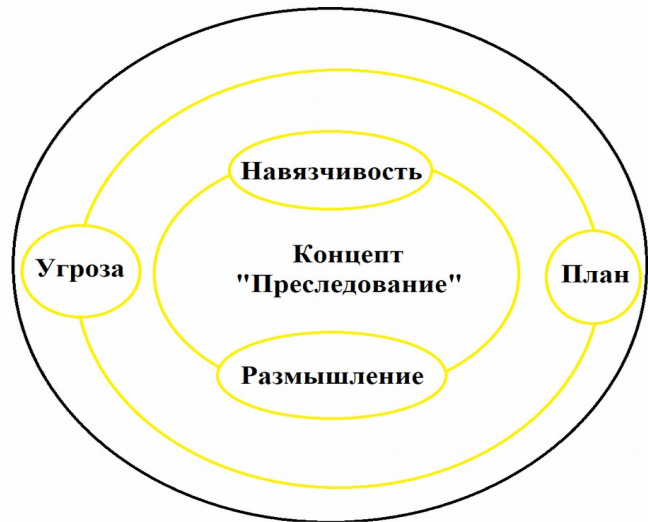 Навязчивость
Угроза
Концепт
"Преследование"
План
Размышление